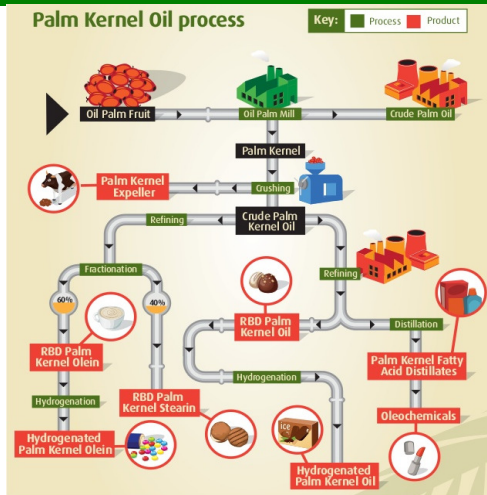 Palm Kernel Oil process
Key:
Process
Product
Oil Palm Fruit
Oil Palm Mill
Crude Palm Oil
Palm Kernel
Palm Kernel
Expeller
Crushing
Refining
Crude Palm
Kernel Oil
Fractionation
Refining
60%
40%
RBD Palm
Kernel Oil
Distillation
RBD Palm
Kernel Olein
Palm Kernel Fatty
Acid Distillates
Hydrogenation
Hydrogenation
RBD Palm
Kernel Stearin
Oleochemicals
Hydrogenated
Palm Kernel Olein
ice
Hydrogenated
Palm Kernel Oil